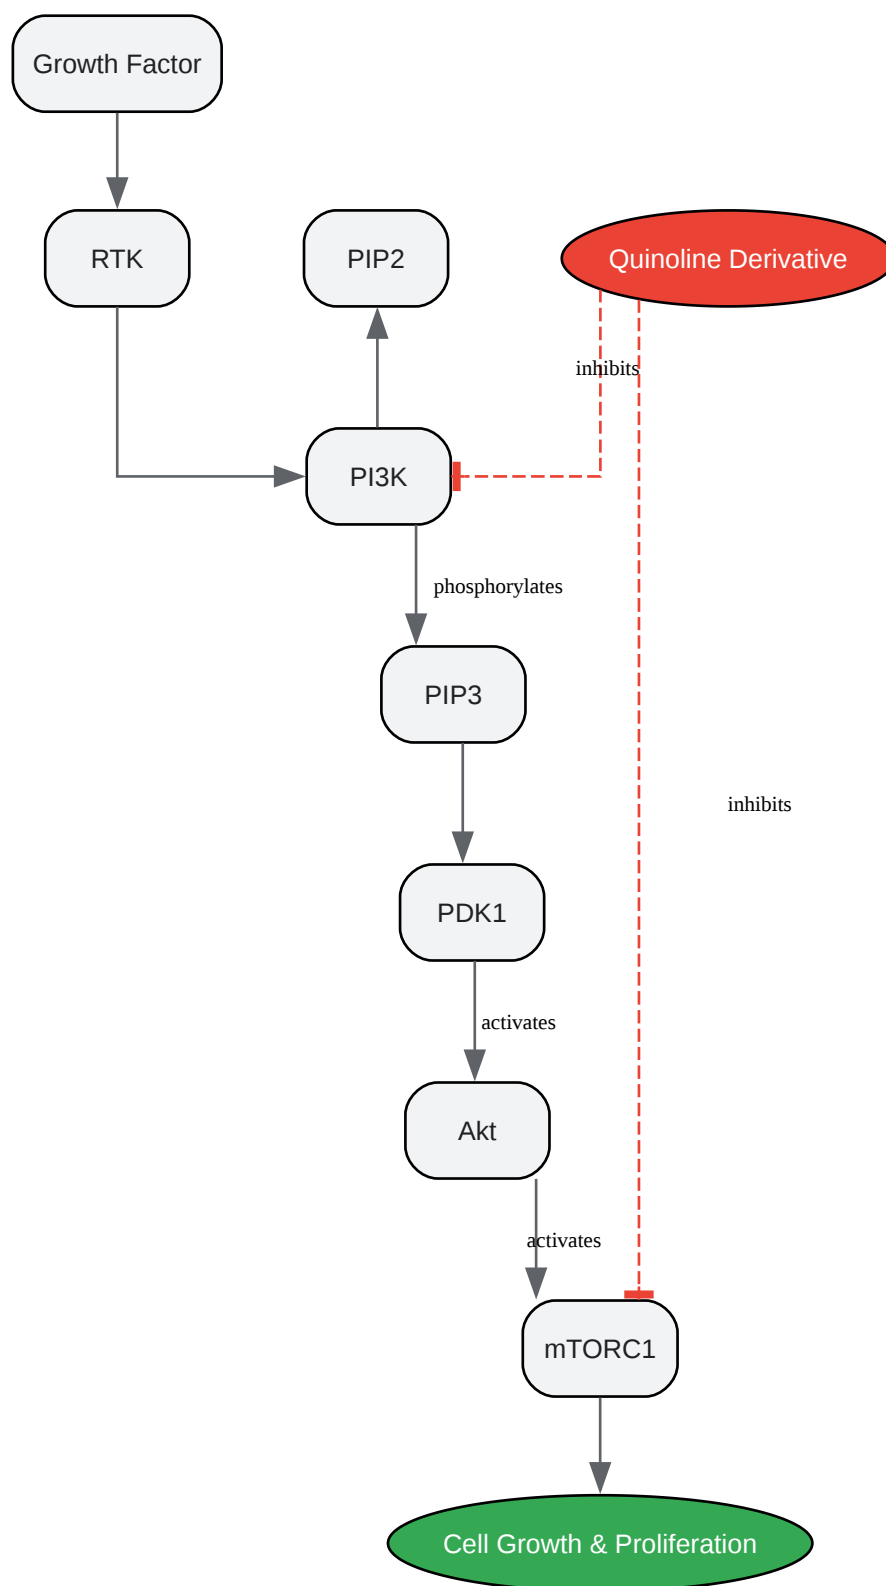 Growth Factor
RTK
PIP2
Quinoline Derivative
inhibits
PI3K
phosphorylates
PIP3
inhibits
PDK1
activates
Akt
activates
mTORC1
Cell Growth & Proliferation